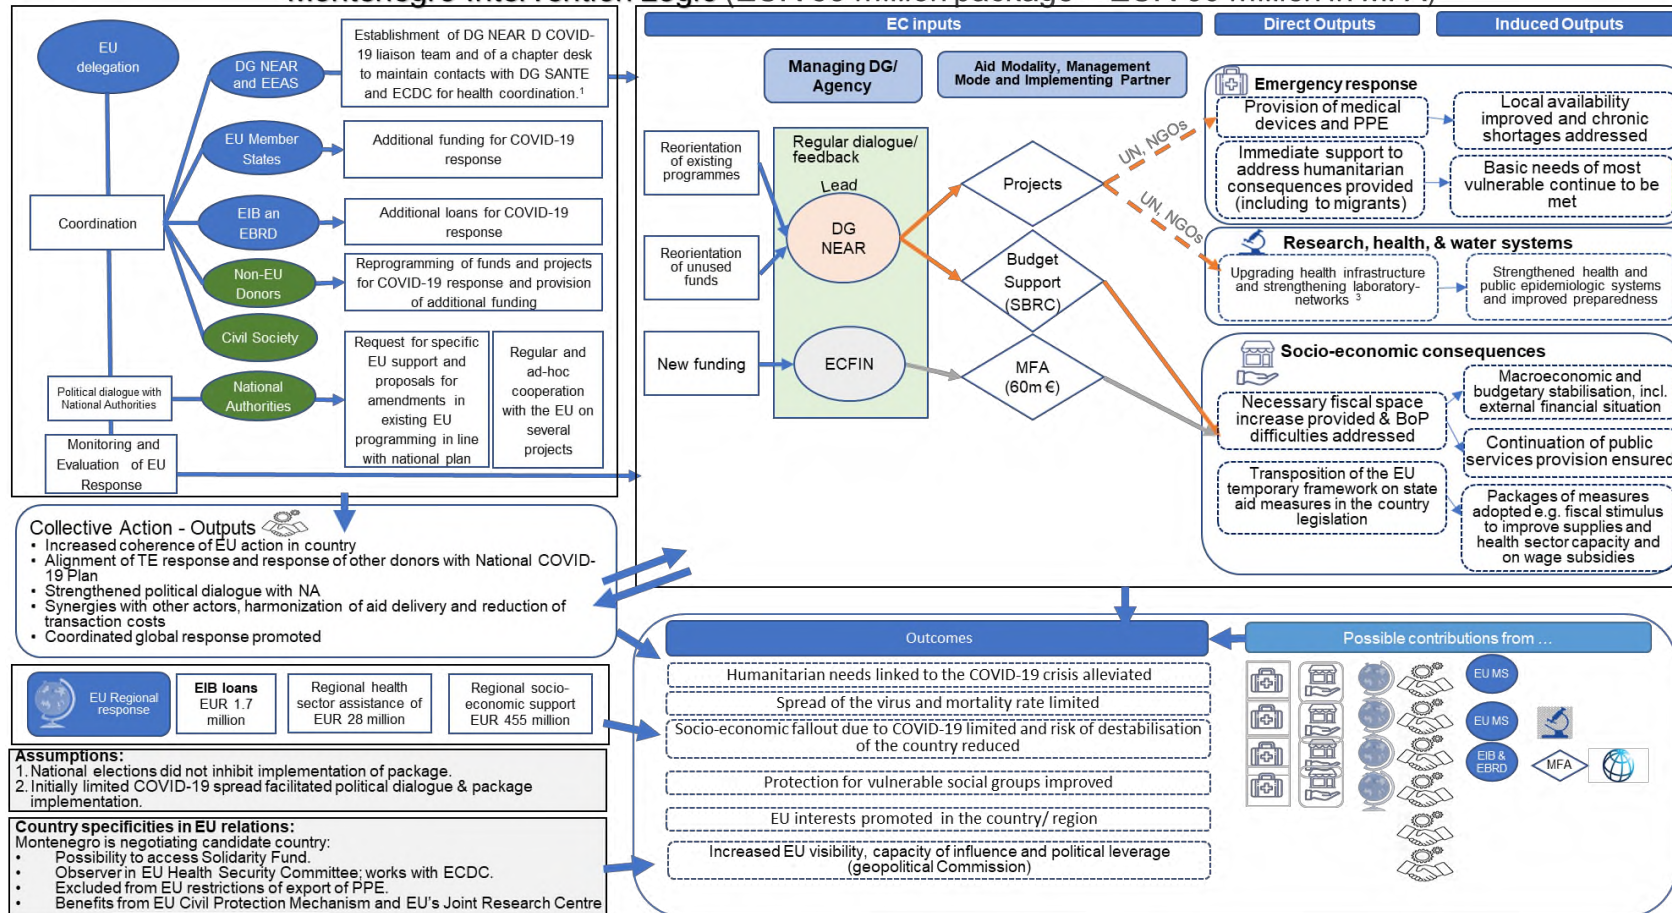 EU
delegation
DG NEAR
and EEAS
Establishment of DG NEAR D COVID-
19 liaison team and of a chapter desk
to maintain contacts with DG SANTE
and ECDC for health coordination.1
EU Member
States
Additional funding for COVID-19
response
Coordination
EIB an
EBRD
Additional loans for COVID-19
response
Non-EU
Donors
Reprogramming of funds and projects
for COVID-19 response and provision
of additional funding
Civil Society
Political dialogue with
National Authorities
National
Authorities
Request for specific
EU support and
proposals for
amendments in
existing EU
programming in line
with national plan
Regular and
ad-hoc
cooperation
with the EU on
several
projects
Monitoring and
Evaluation of EU
Response
EC inputs
Direct Outputs
Induced Outputs
Managing DG/
Agency
Aid Modality, Management
Mode and Implementing Partner
Reorientation
of existing
programmes
Reorientation
of unused
funds
New funding
Regular dialogue/
feedback
Lead
DG
NEAR
ECFIN
Projects
Budget
Support
(SBRC)
MFA
(60m €)
UN, NGOs
UN, NGOs
Emergency response
Provision of medical
devices and PPE
Local availability
improved and chronic
shortages addressed
Immediate support to
address humanitarian
consequences provided
(including to migrants)
Basic needs of most
vulnerable continue to be
met
Research, health, & water systems
Upgrading health infrastructure
and strengthening laboratory-
networks 3
Strengthened health and
public epidemiologic systems
and improved preparedness
Socio-economic consequences
Necessary fiscal space
increase provided & BoP
difficulties addressed
Macroeconomic and
budgetary stabilisation, incl.
external financial situation
Continuation of public
services provision ensured
Transposition of the EU
temporary framework on state
aid measures in the country
legislation
Packages of measures
adopted e.g. fiscal stimulus
to improve supplies and
health sector capacity and
on wage subsidies
Collective Action - Outputs
• Increased coherence of EU action in country
• Alignment of TE response and response of other donors with National COVID-
19 Plan
• Strengthened political dialogue with NA
• Synergies with other actors, harmonization of aid delivery and reduction of
transaction costs
• Coordinated global response promoted
EU Regional
response
EIB loans
EUR 1.7
million
Regional health
sector assistance of
EUR 28 million
Regional socio-
economic support
EUR 455 million
Assumptions:
1. National elections did not inhibit implementation of package.
2. Initially limited COVID-19 spread facilitated political dialogue & package
implementation.
Country specificities in EU relations:
Montenegro is negotiating candidate country:
• Possibility to access Solidarity Fund.
• Observer in EU Health Security Committee; works with ECDC.
• Excluded from EU restrictions of export of PPE.
• Benefits from EU Civil Protection Mechanism and EU's Joint Research Centre
Outcomes
Humanitarian needs linked to the COVID-19 crisis alleviated
Spread of the virus and mortality rate limited
Socio-economic fallout due to COVID-19 limited and risk of destabilisation
of the country reduced
Protection for vulnerable social groups improved
EU interests promoted in the country/ region
Increased EU visibility, capacity of influence and political leverage
(geopolitical Commission)
Possible contributions from ...
EU MS
EU MS
EIB &
EBRD
MFA